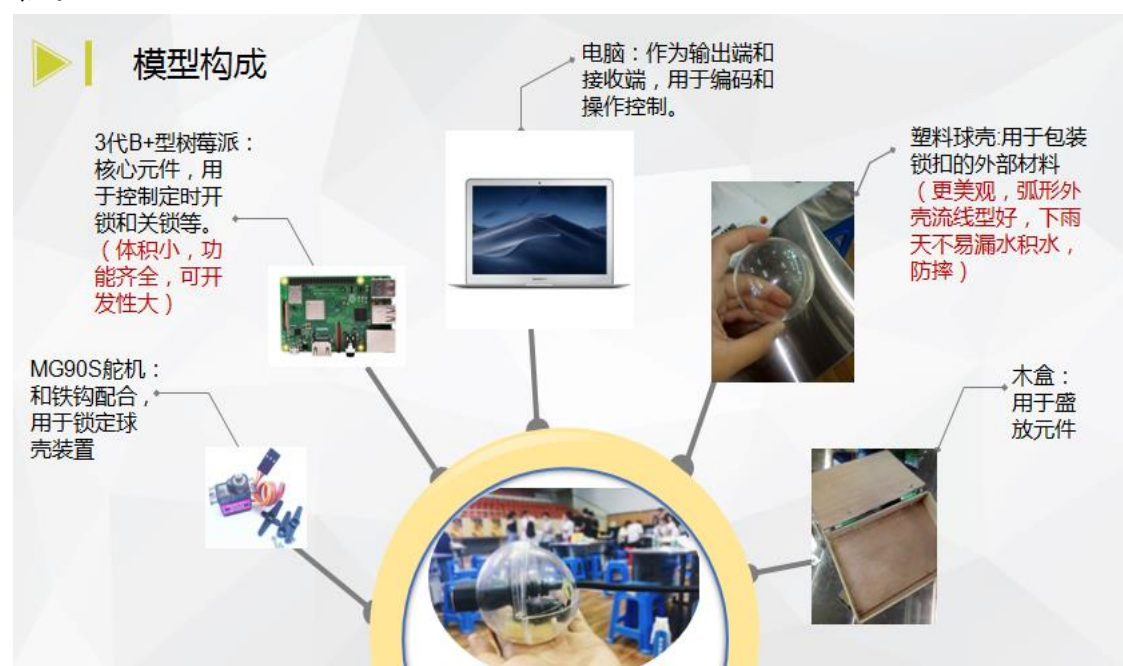 模型构成
电脑：作为输出端和
接收端，用于编码和
操作控制。
3代B+型树莓派：
核心元件，用
于控制定时开
锁和关锁等。
（体积小，功
能齐全，可开
发性大）
塑料球壳:用于包装
锁扣的外部材料
（更美观，弧形外
壳流线型好，下雨
天不易漏水积水，
防摔）
MG90S舵机：
和铁钩配合，
用于锁定球
壳装置
木盒：
用于盛
放元件